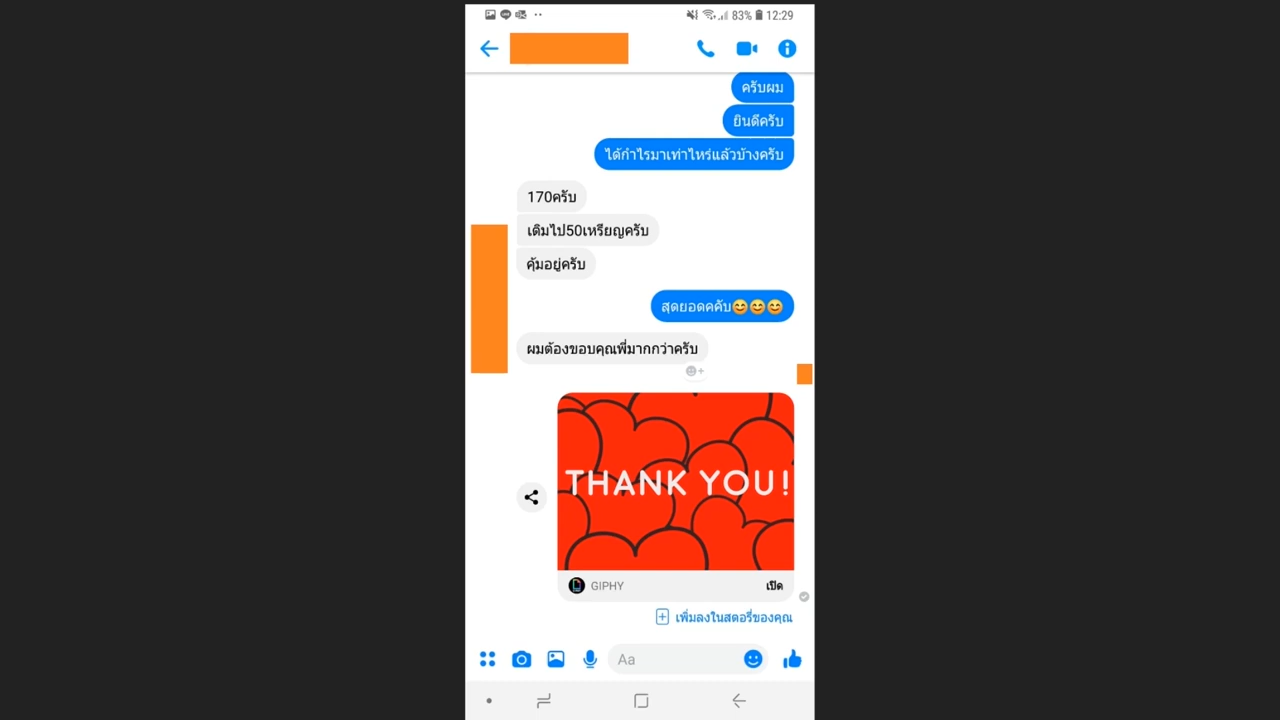 83% 12:29
ครับผม
ยินดีครับ
ได้กำไรมาเท่าไหร่แล้วบ้างครับ
170ครับ
เติมไป50เหรียญครับ
คุ้มอยู่ครับ
สุดยอดคคับ😊😊😊
ผมต้องขอบคุณพี่มากกว่าครับ
THANK YOU!
GIPHY เปิด
เพิ่มลงในสตอรี่ของคุณ
Aa